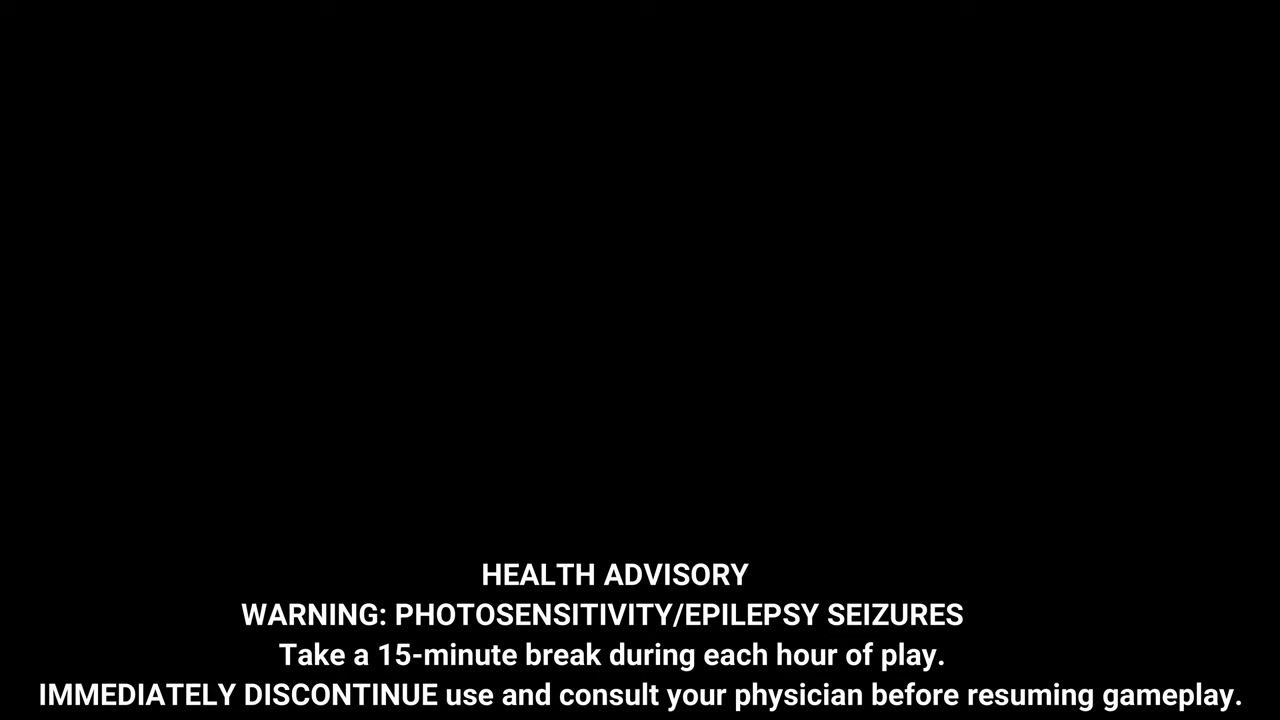 HEALTH ADVISORY
WARNING: PHOTOSENSITIVITY/EPILEPSY SEIZURES
Take a 15-minute break during each hour of play.
IMMEDIATELY DISCONTINUE use and consult your physician before resuming gameplay.